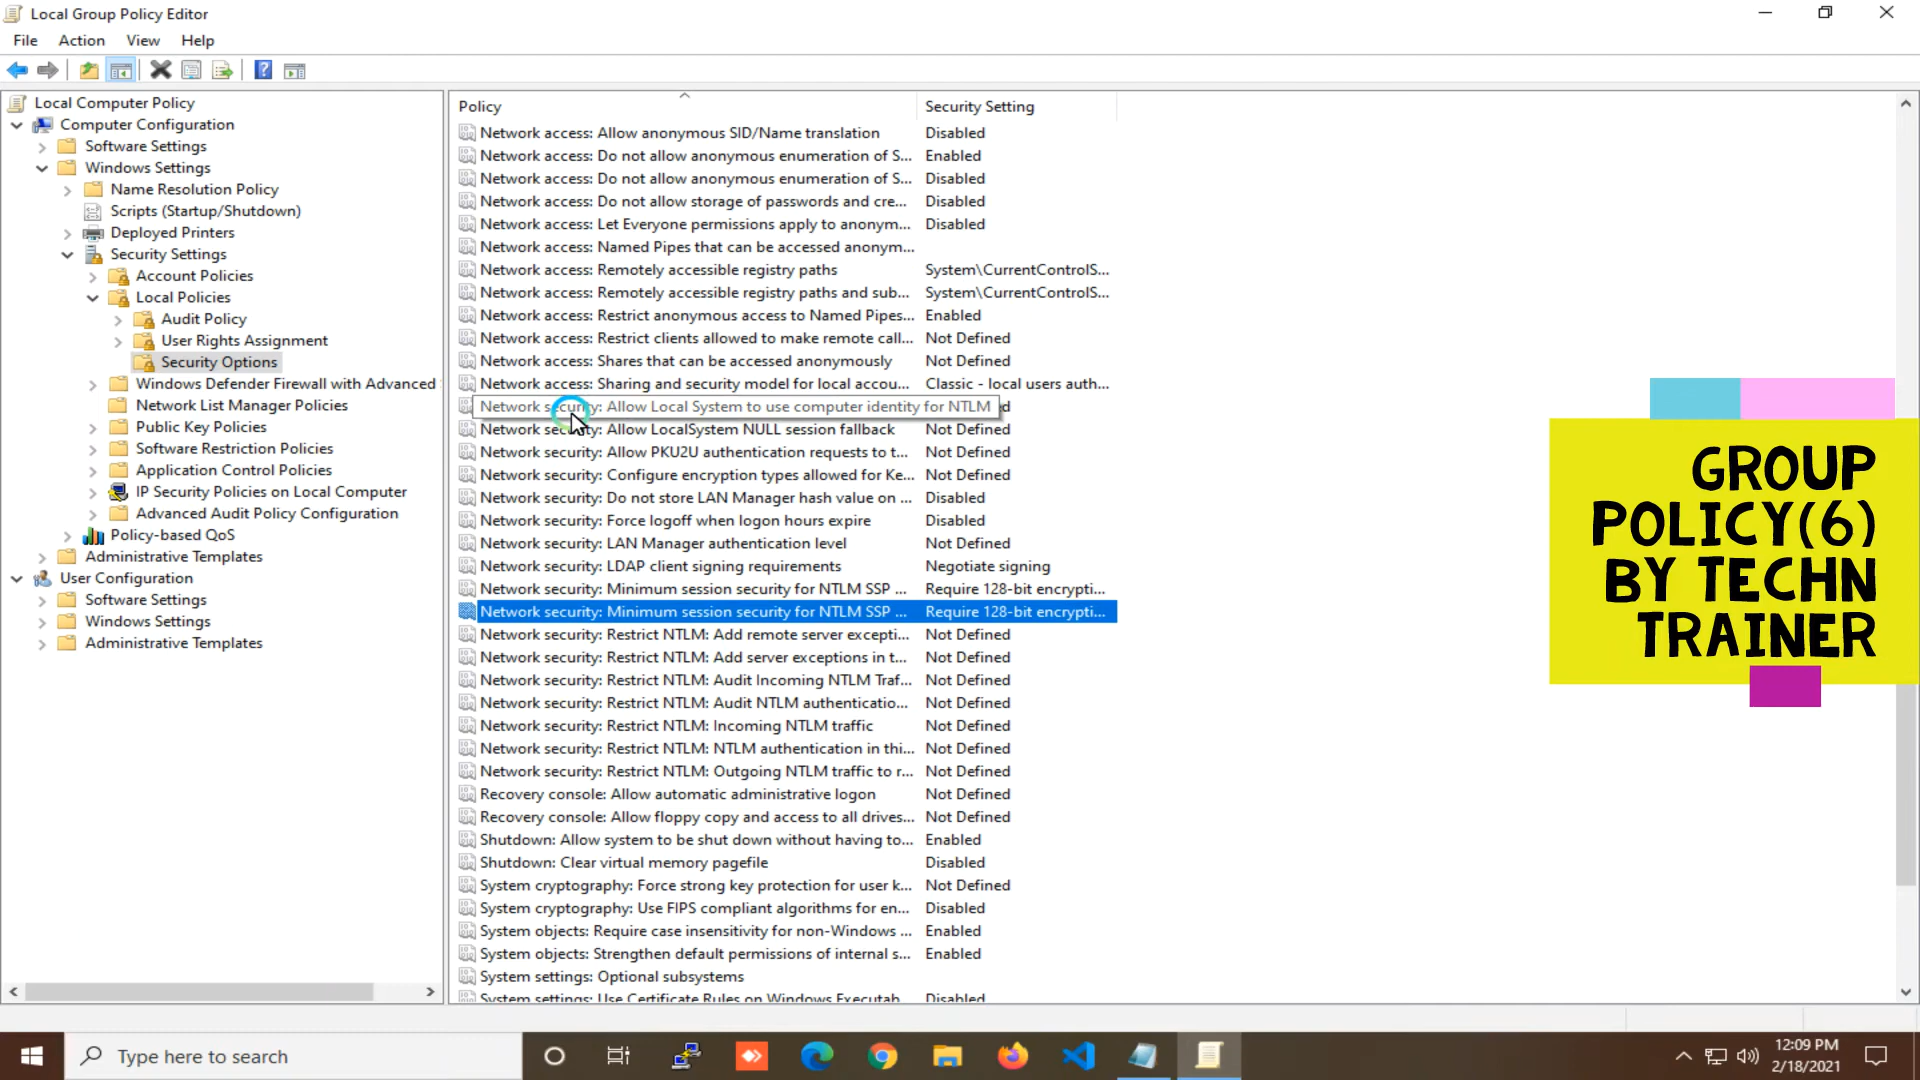 Local Group Policy Editor
File Action View Help
Local Computer Policy
Computer Configuration
Software Settings
Windows Settings
Name Resolution Policy
Scripts (Startup/Shutdown)
Deployed Printers
Security Settings
Account Policies
Local Policies
Audit Policy
User Rights Assignment
Security Options
Windows Defender Firewall with Advanced
Network List Manager Policies
Public Key Policies
Software Restriction Policies
Application Control Policies
IP Security Policies on Local Computer
Advanced Audit Policy Configuration
Policy-based QoS
Administrative Templates
User Configuration
Software Settings
Windows Settings
Administrative Templates
Policy Security Setting
Network access: Allow anonymous SID/Name translation Disabled
Network access: Do not allow anonymous enumeration of S... Enabled
Network access: Do not allow anonymous enumeration of S... Disabled
Network access: Do not allow storage of passwords and cre... Disabled
Network access: Let Everyone permissions apply to anonym... Disabled
Network access: Named Pipes that can be accessed anonym...
Network access: Remotely accessible registry paths System\CurrentControlS...
Network access: Remotely accessible registry paths and sub... System\CurrentControlS...
Network access: Restrict anonymous access to Named Pipes... Enabled
Network access: Restrict clients allowed to make remote call... Not Defined
Network access: Shares that can be accessed anonymously Not Defined
Network access: Sharing and security model for local accou... Classic - local users auth...
Network security: Allow Local System to use computer identity for NTLM d
Network security: Allow LocalSystem NULL session fallback Not Defined
Network security: Allow PKU2U authentication requests to t... Not Defined
Network security: Configure encryption types allowed for Ke... Not Defined
Network security: Do not store LAN Manager hash value on ... Disabled
Network security: Force logoff when logon hours expire Disabled
Network security: LAN Manager authentication level Not Defined
Network security: LDAP client signing requirements Negotiate signing
Network security: Minimum session security for NTLM SSP ... Require 128-bit encrypti...
Network security: Minimum session security for NTLM SSP ... Require 128-bit encrypti...
Network security: Restrict NTLM: Add remote server excepti... Not Defined
Network security: Restrict NTLM: Add server exceptions in t... Not Defined
Network security: Restrict NTLM: Audit Incoming NTLM Traf... Not Defined
Network security: Restrict NTLM: Audit NTLM authenticatio... Not Defined
Network security: Restrict NTLM: Incoming NTLM traffic Not Defined
Network security: Restrict NTLM: NTLM authentication in thi... Not Defined
Network security: Restrict NTLM: Outgoing NTLM traffic to r... Not Defined
Recovery console: Allow automatic administrative logon Not Defined
Recovery console: Allow floppy copy and access to all drives... Not Defined
Shutdown: Allow system to be shut down without having to... Enabled
Shutdown: Clear virtual memory pagefile Disabled
System cryptography: Force strong key protection for user k... Not Defined
System cryptography: Use FIPS compliant algorithms for en... Disabled
System objects: Require case insensitivity for non-Windows ... Enabled
System objects: Strengthen default permissions of internal s... Enabled
System settings: Optional subsystems
System settings: Use Certificate Rules on Windows Executab Disabled
GROUP
POLICY(6)
BY TECHN
TRAINER
Type here to search
12:09 PM
2/18/2021